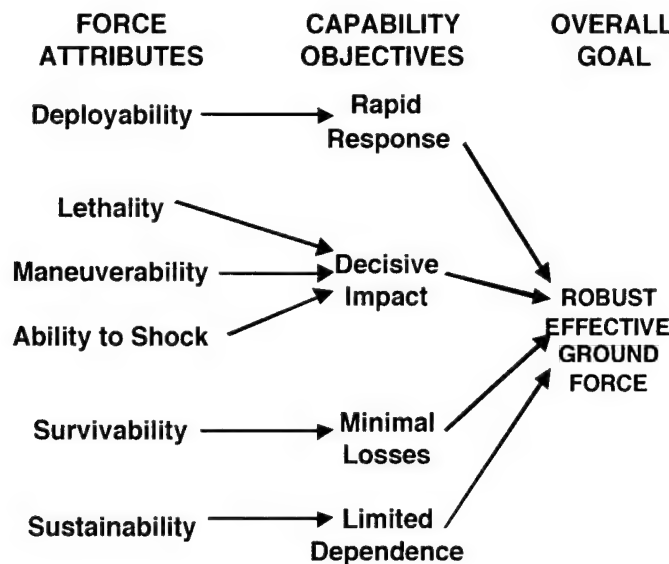 FORCE
ATTRIBUTES
CAPABILITY
OBJECTIVES
OVERALL
GOAL
Deployability
Rapid
Response
Lethality
Maneuverability
Ability to Shock
Decisive
Impact
Survivability
Minimal
Losses
Sustainability
Limited
Dependence
ROBUST
EFFECTIVE
GROUND
FORCE